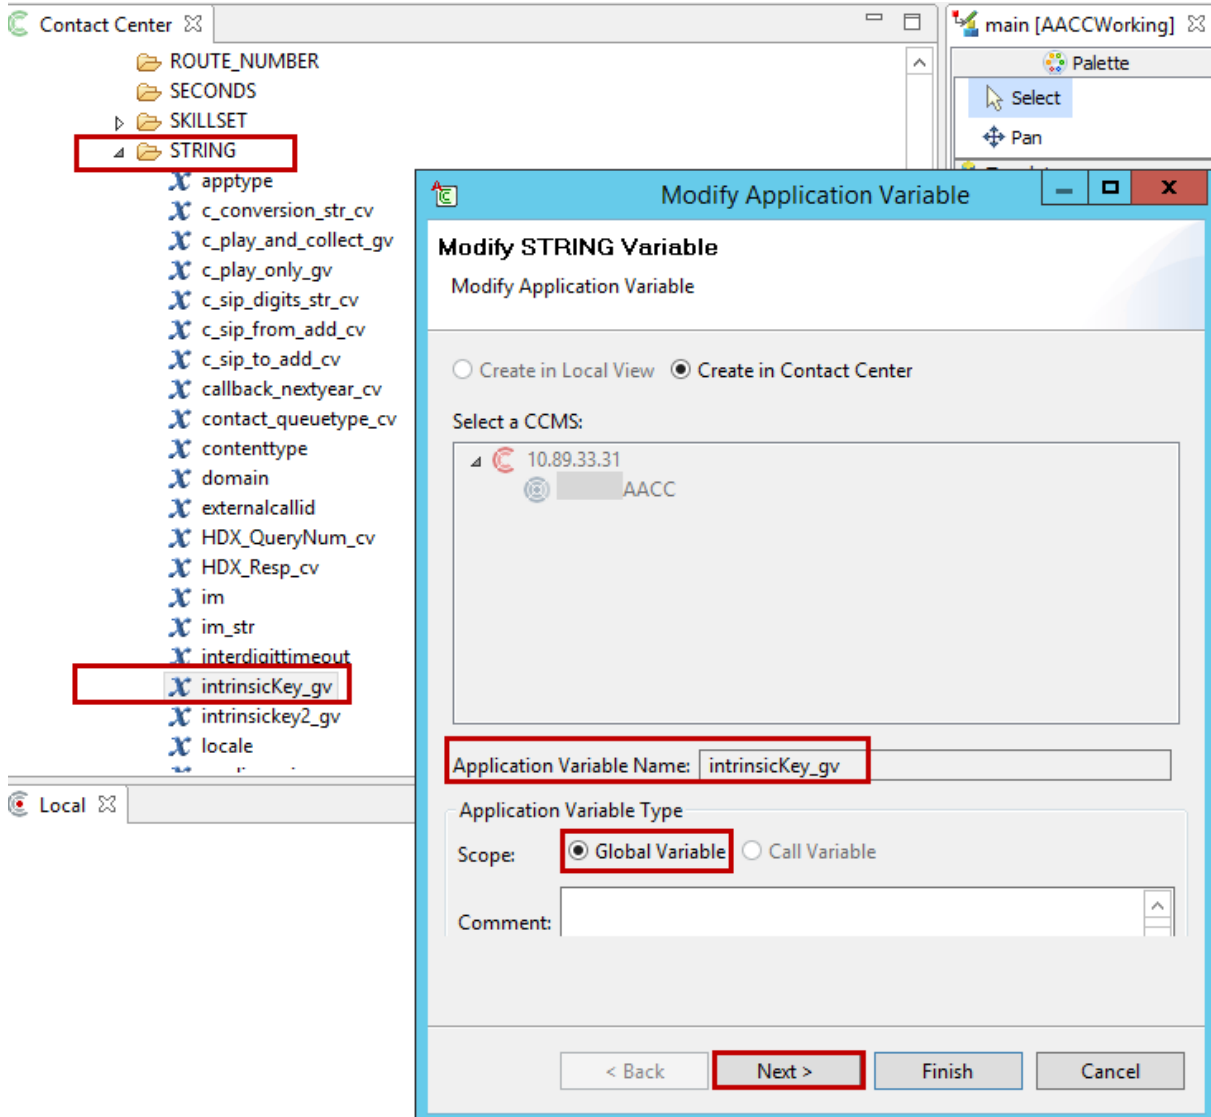 Contact Center
ROUTE_NUMBER
SECONDS
SKILLSET
STRING
apptype
c_conversion_str_cv
c_play_and_collect_gv
c_play_only_gv
c_sip_digits_str_cv
c_sip_from_add_cv
c_sip_to_add_cv
callback_nextyear_cv
contact_queuetype_cv
contenttype
domain
externalcallid
HDX_QueryNum_cv
HDX_Resp_cv
im
im_str
interdigittimeout
intrinsicKey_gv
intrinsickey2_gv
locale
Local
main [AACCWorking]
Palette
Select
Pan
Modify Application Variable
Modify STRING Variable
Modify Application Variable
Create in Local View Create in Contact Center
Select a CCMS:
10.89.33.31
AACC
Application Variable Name: intrinsicKey_gv
Application Variable Type
Scope: Global Variable Call Variable
Comment:
< Back Next > Finish Cancel